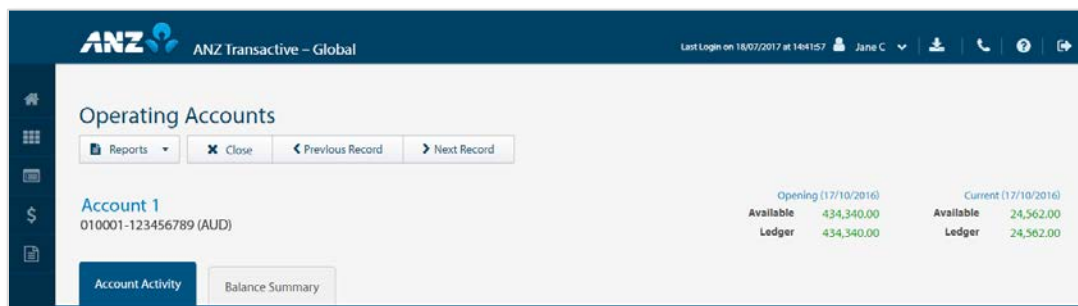 ANZ ANZ Transactive – Global Last Login on 18/07/2017 at 14:41:57 Jane C
Operating Accounts
Reports Close Previous Record Next Record
Opening (17/10/2016) Current (17/10/2016)
Account 1 Available 434,340.00 Available 24,562.00
010001-123456789 (AUD) Ledger 434,340.00 Ledger 24,562.00
Account Activity Balance Summary